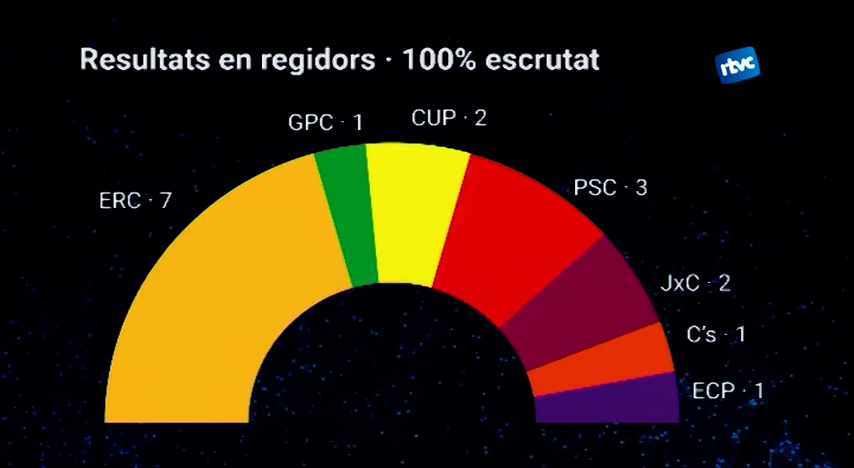 Resultats en regidors · 100% escrutat
rtvc
GPC · 1
CUP · 2
ERC · 7
PSC · 3
JxC · 2
C's · 1
ECP · 1